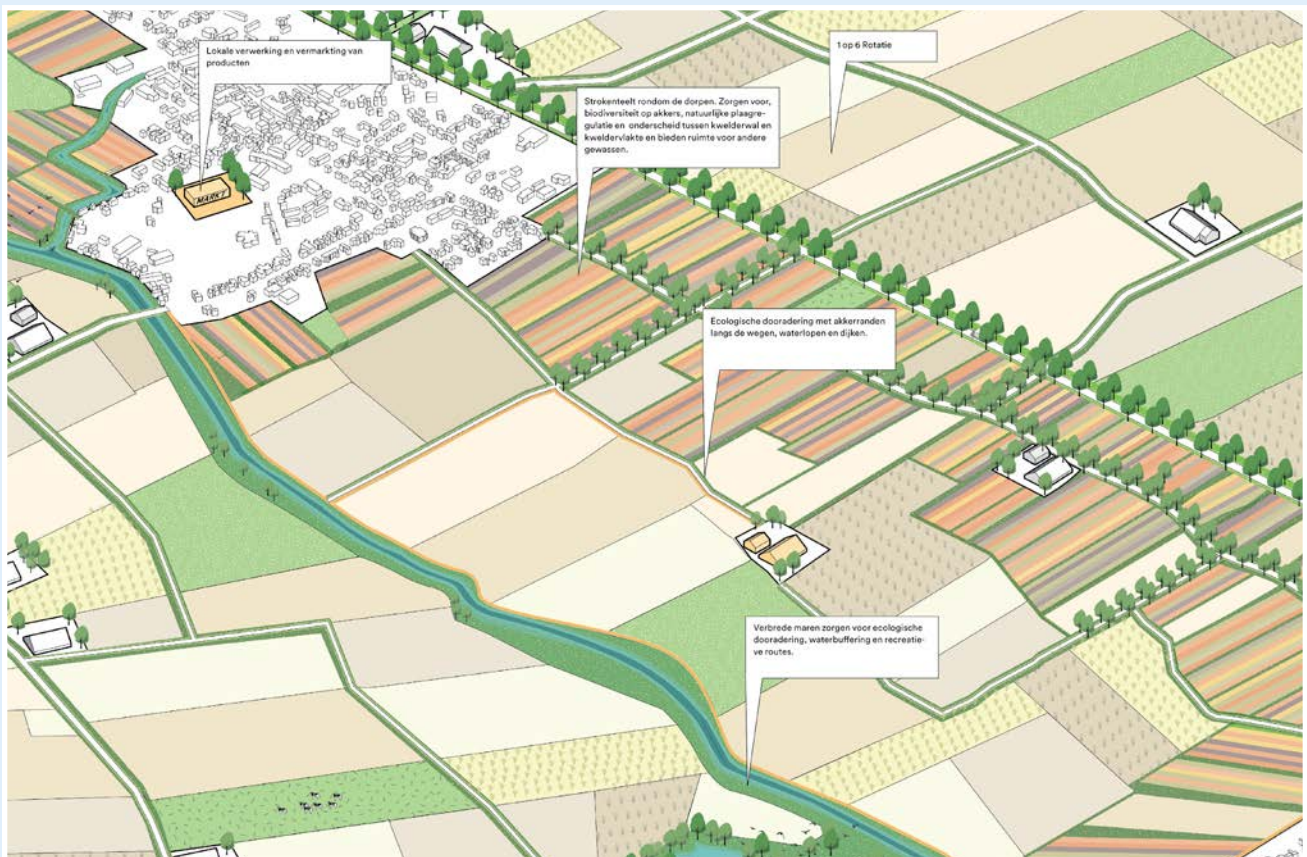 Lokale verwerking en vermarkting van
producten
1 op 6 Rotatie
Strokenteelt rondom de dorpen. Zorgen voor,
biodiversiteit op akkers, natuurlijke plaagre-
gulatie en onderscheid tussen kwelderwal en
kweldervlakte en bieden ruimte voor andere
gewassen.
MARKT
Ecologische dooradering met akkerranden
langs de wegen, waterlopen en dijken.
Verbrede maren zorgen voor ecologische
dooradering, waterbuffering en recreatie-
ve routes.